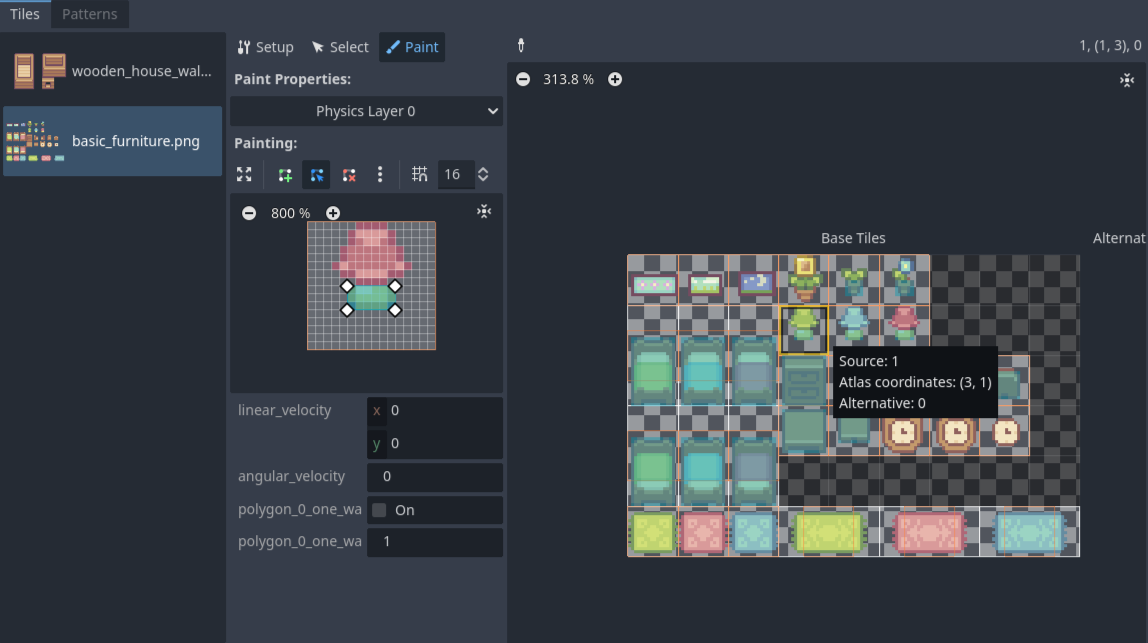 Tiles
Patterns
wooden_house_wal...
basic_furniture.png
Setup
Select
Paint
Paint Properties:
Physics Layer 0
Painting:
16
800 %
linear_velocity
x 0
y 0
angular_velocity
0
polygon_0_one_wa
On
polygon_0_one_wa
1
1, (1, 3), 0
313.8 %
Base Tiles
Alternat
Source: 1
Atlas coordinates: (3, 1)
Alternative: 0